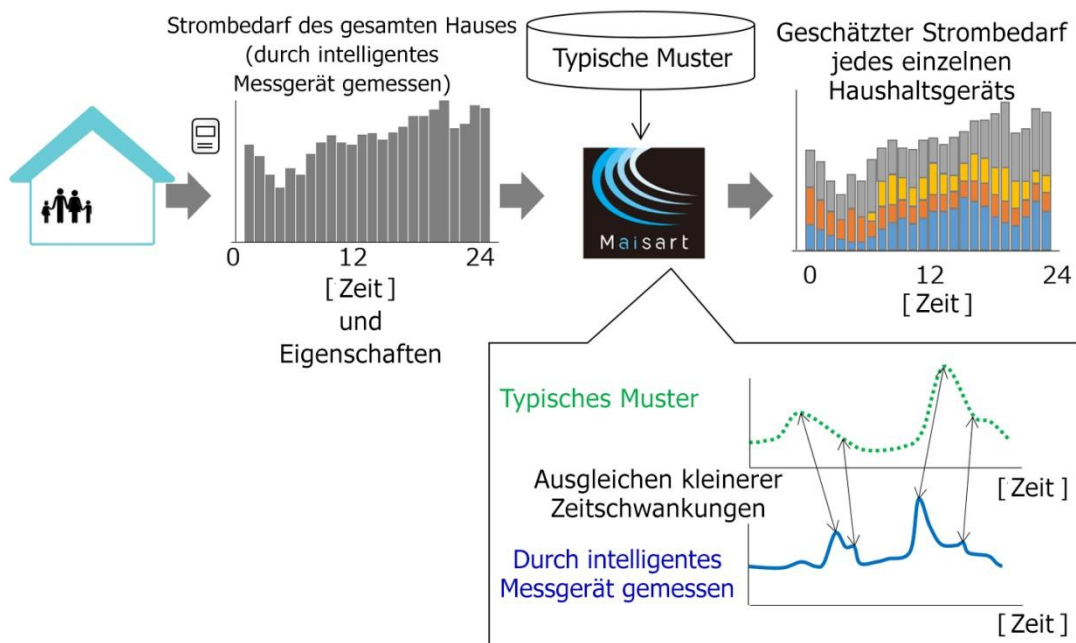 Strombedarf des gesamten Hauses
(durch intelligentes
Messgerät gemessen)
0
12
24
[ Zeit ]
und
Eigenschaften
Typische Muster
Maisart
Geschätzter Strombedarf
jedes einzelnen
Haushaltsgeräts
0
12
24
[ Zeit ]
Typisches Muster
[ Zeit ]
Ausgleichen kleinerer
Zeitschwankungen
Durch intelligentes
Messgerät gemessen
[ Zeit ]